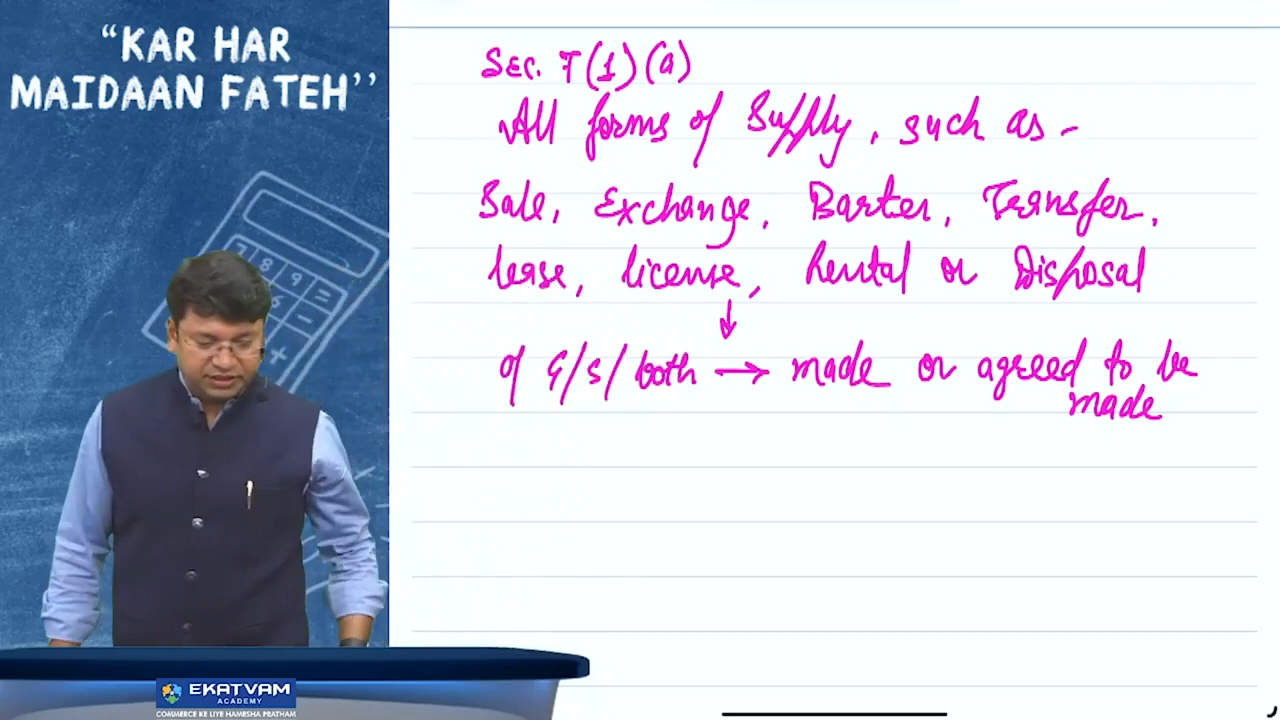 “KAR HAR
MAIDAAN FATEH’’
Sec. 7(1)(a)
All forms of Supply, such as -
Sale, Exchange, Barter, Transfer,
lease, license, Rental or Disposal
↓
of G/S/both → made or agreed to be
made
EKATVAM
ACADEMY
COMMERCE KE LIYE HAMESHA PRATHAM